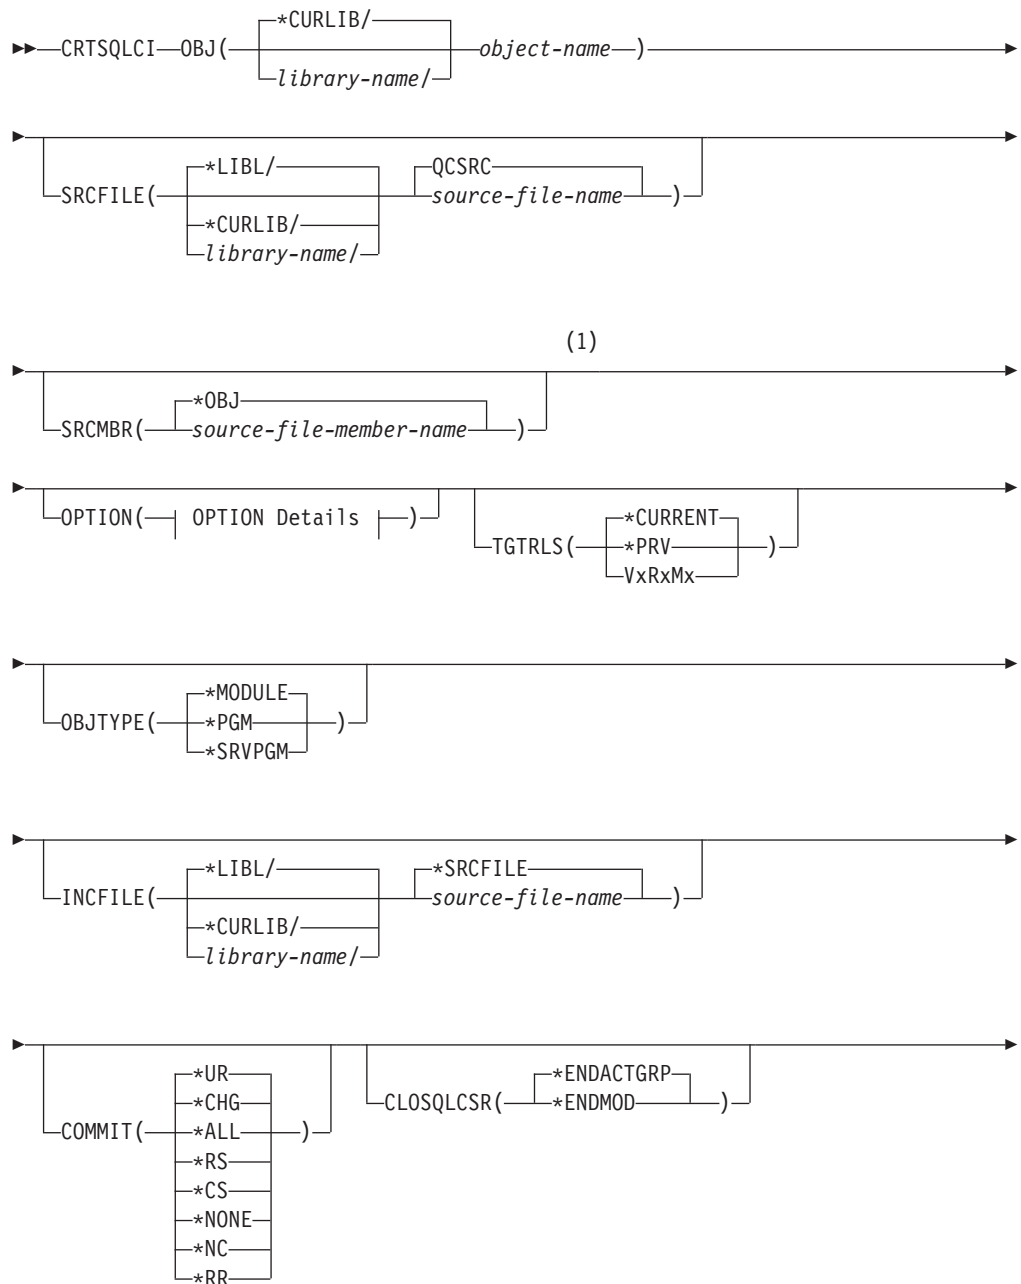 *CURLIB/
CRTSQLCI OBJ( object-name )
library-name/
*LIBL/ QCSRC
SRCFILE( source-file-name )
*CURLIB/
library-name/
(1)
*OBJ
SRCMBR( source-file-member-name )
OPTION( OPTION Details ) *CURRENT
TGTRLS( *PRV )
VxRxMx
*MODULE
OBJTYPE( *PGM )
*SRVPGM
*LIBL/ *SRCFILE
INCFILE( source-file-name )
*CURLIB/
library-name/
*UR *ENDACTGRP
*CHG CLOSQLCSR( *ENDMOD )
COMMIT( *ALL )
*RS
*CS
*NONE
*NC
*RR